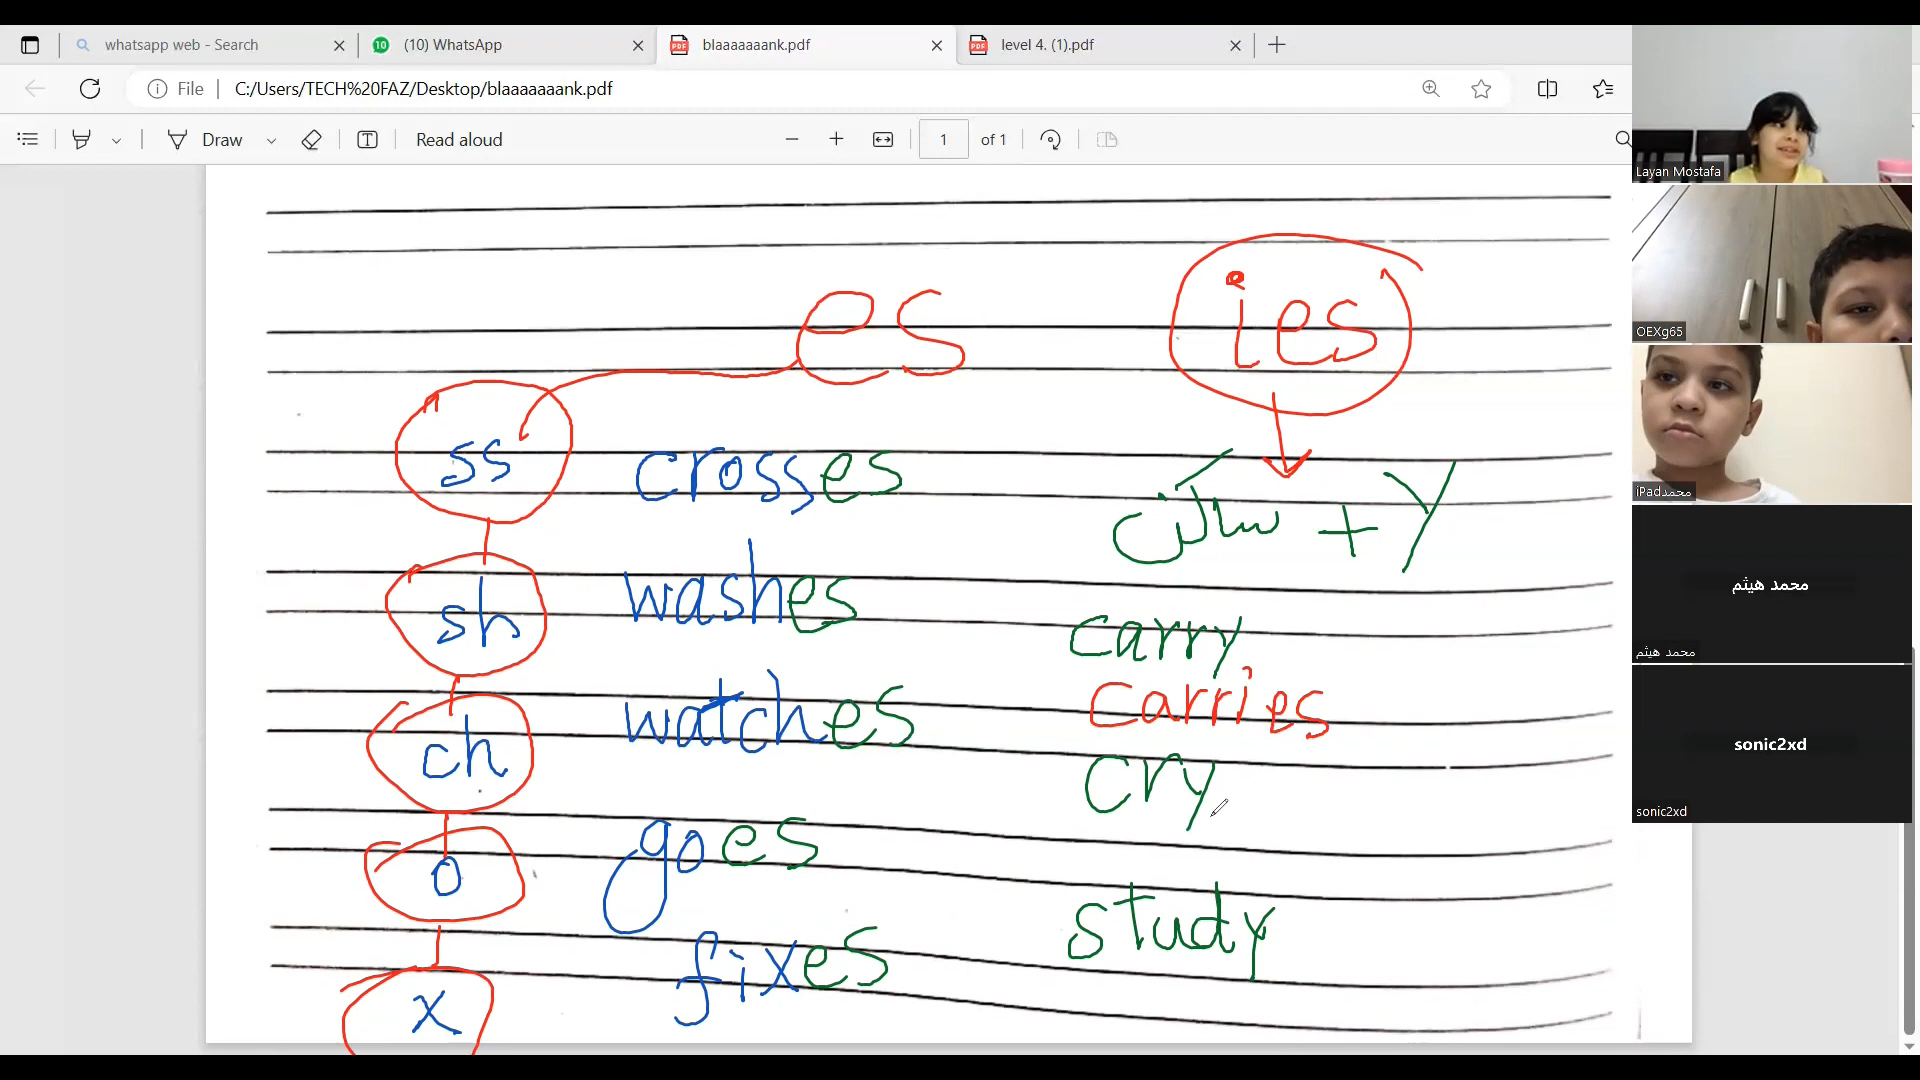 whatsapp web - Search
(10) WhatsApp
blaaaaaaank.pdf
level 4. (1).pdf
File
C:/Users/TECH%20FAZ/Desktop/blaaaaaaank.pdf
Draw
Read aloud
1 of 1
es
ies
ss
crosses
ساكن + y
sh
washes
carry
carries
ch
watches
cry
o
goes
study
x
fixes
Layan Mostafa
OEXg65
iPadمحمد
محمد هيثم
محمد هيثم
sonic2xd
sonic2xd